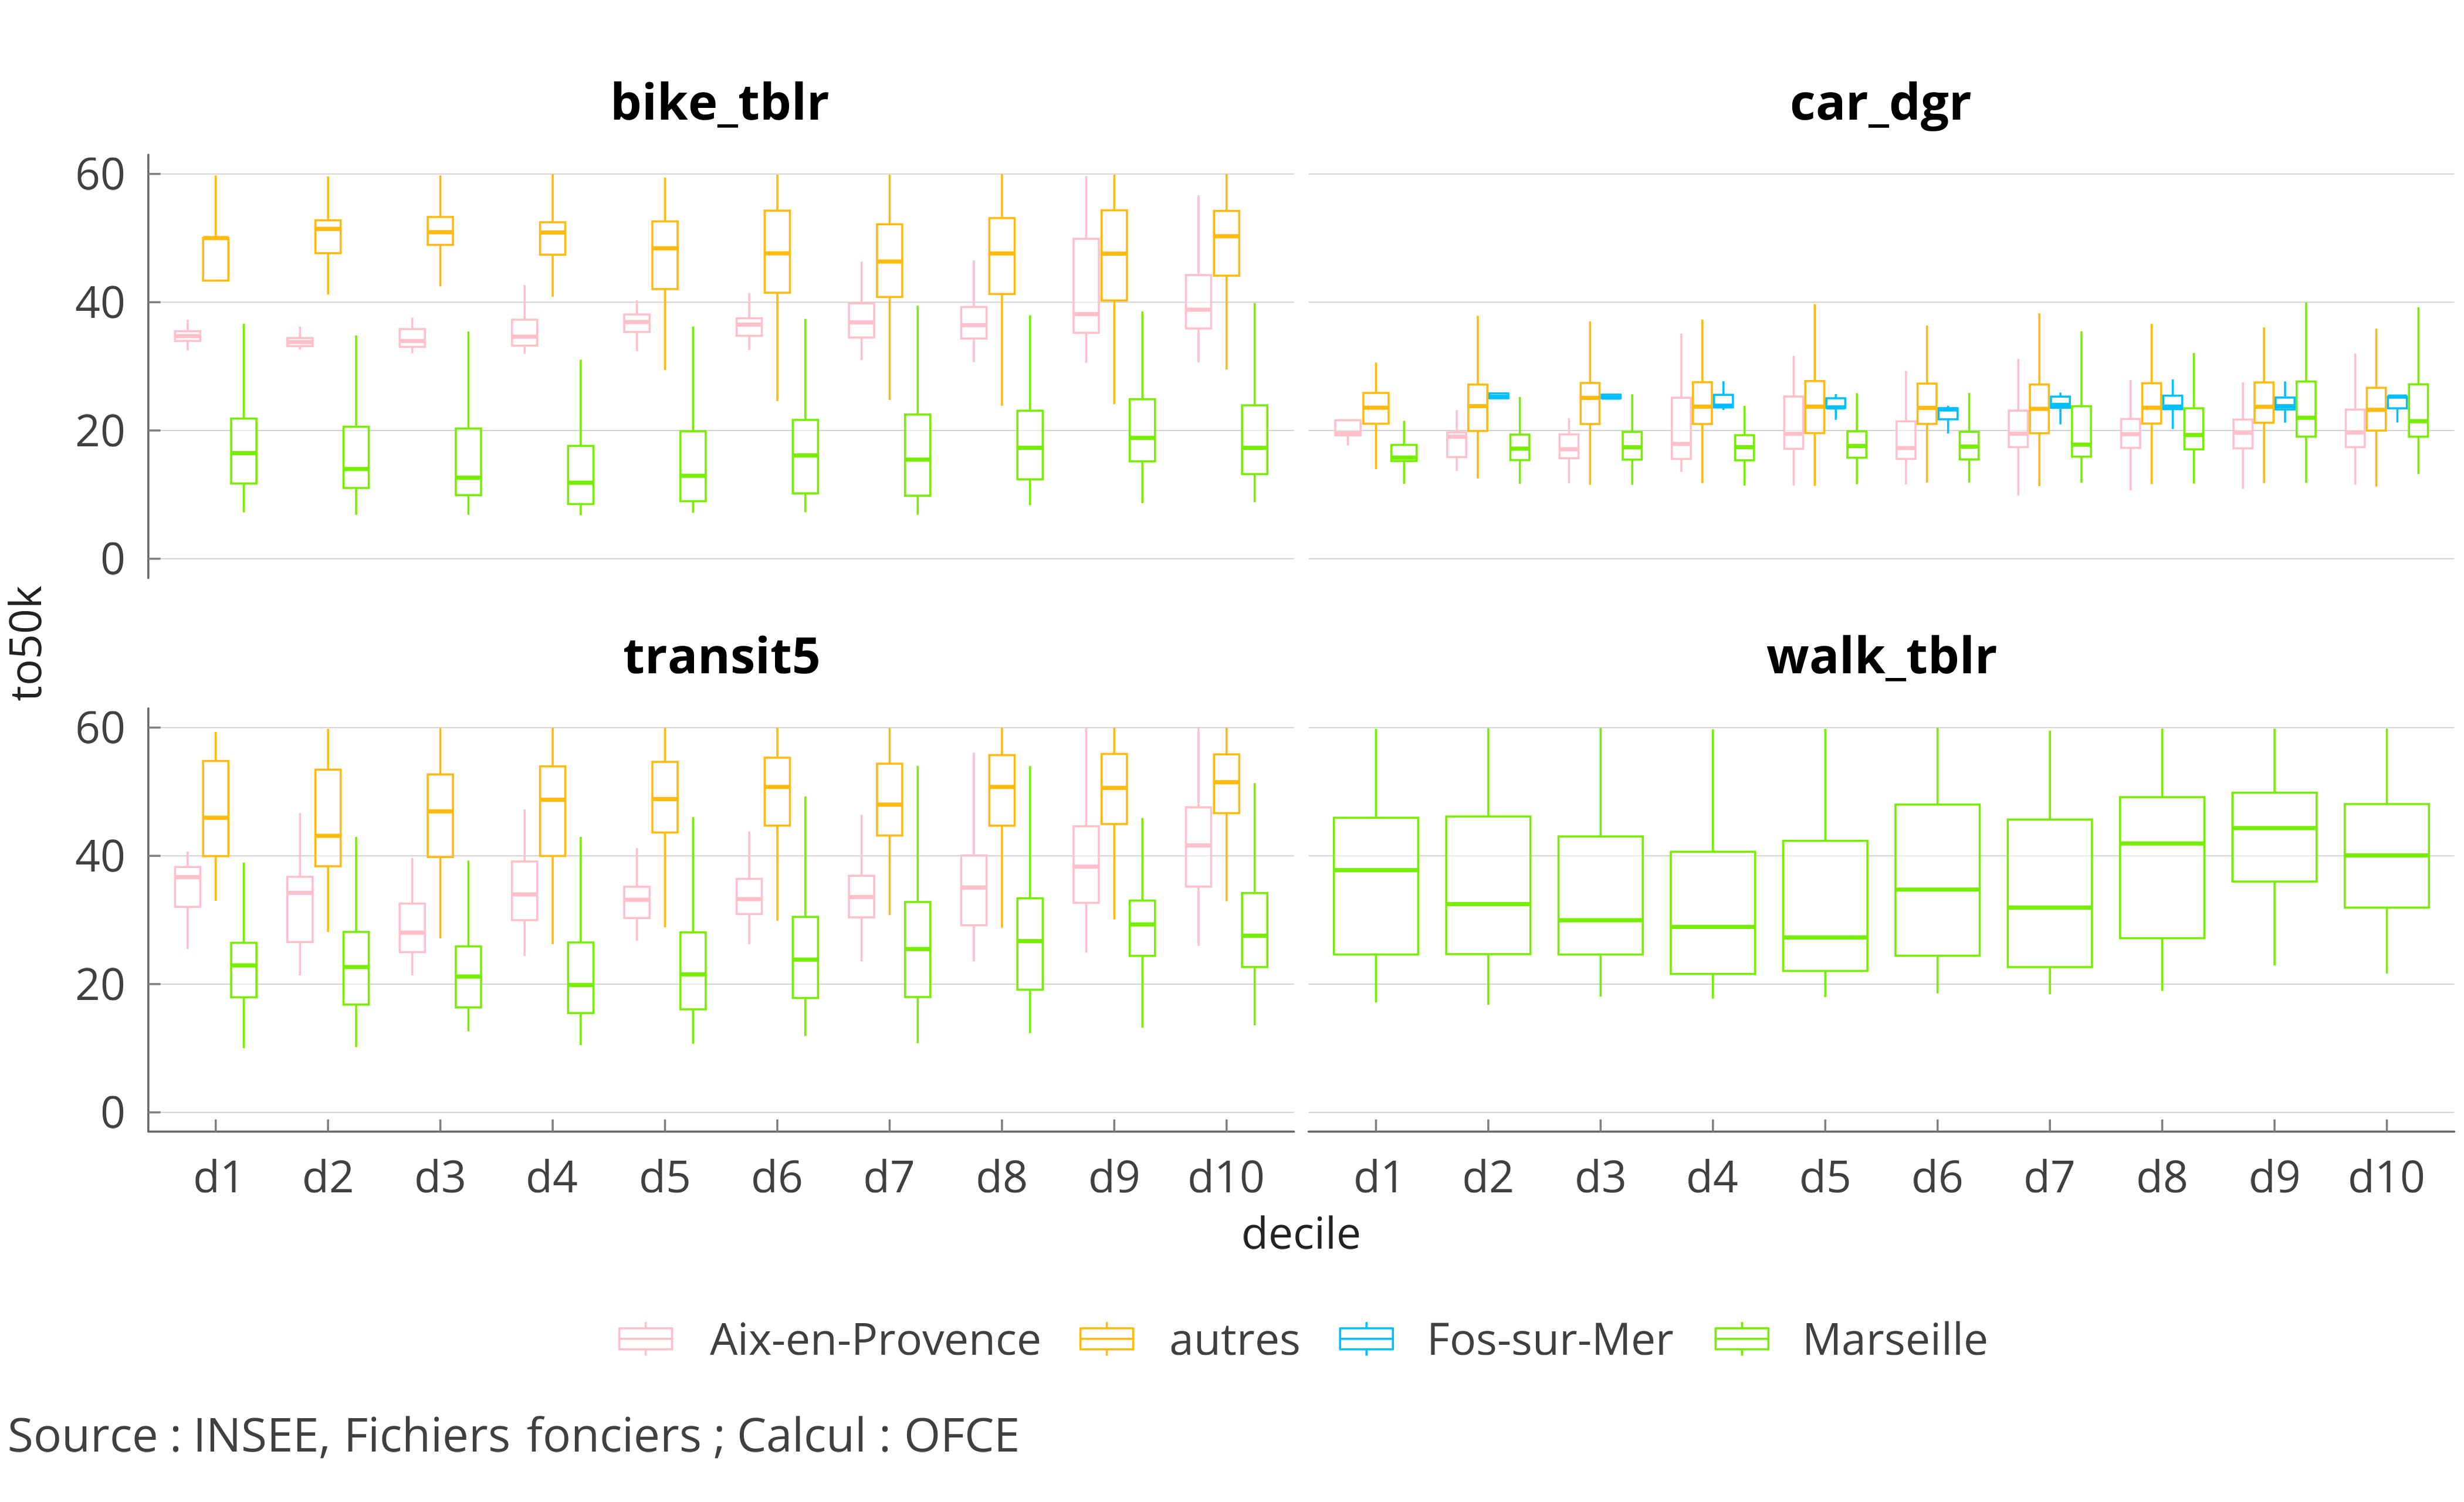 bike_tblr
car_dgr
60
40
20
0
to50k
transit5
walk_tblr
60
40
20
0
d1 d2 d3 d4 d5 d6 d7 d8 d9 d10
d1 d2 d3 d4 d5 d6 d7 d8 d9 d10
decile
Aix-en-Provence autres Fos-sur-Mer Marseille
Source : INSEE, Fichiers fonciers ; Calcul : OFCE